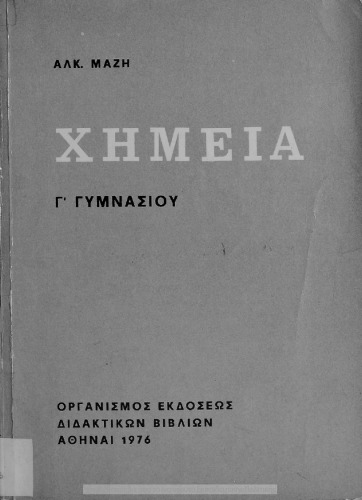 ΑΛΚ. ΜΑΖΗ
ΧΗΜΕΙΑ
Γ' ΓΥΜΝΑΣΙΟΥ
ΟΡΓΑΝΙΣΜΟΣ ΕΚΔΟΣΕΩΣ
ΔΙΔΑΚΤΙΚΩΝ ΒΙΒΛΙΩΝ
ΑΘΗΝΑΙ 1976